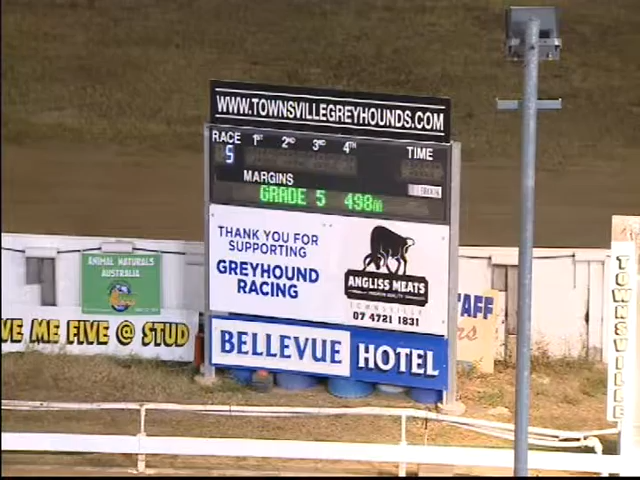 WWW.TOWNSVILLEGREYHOUNDS.COM
RACE 1ST 2ND 3RD 4TH TIME
5
MARGINS
GRADE 5 498m
THANK YOU FOR
SUPPORTING
GREYHOUND
RACING
ANGLISS MEATS
TOWNSVILLE
07 4721 1831
BELLEVUE HOTEL
ANIMAL NATURALS
AUSTRALIA
VE ME FIVE @ STUD
TAFF
TOWNSVILLE